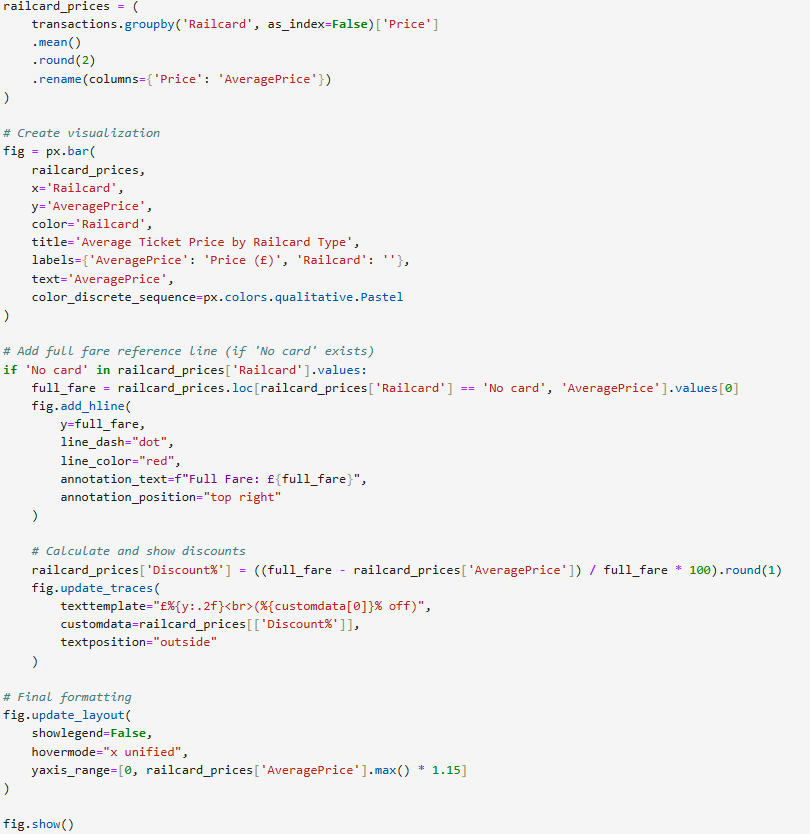 railcard_prices = (
    transactions.groupby('Railcard', as_index=False)['Price']
    .mean()
    .round(2)
    .rename(columns={'Price': 'AveragePrice'})
)

# Create visualization
fig = px.bar(
    railcard_prices,
    x='Railcard',
    y='AveragePrice',
    color='Railcard',
    title='Average Ticket Price by Railcard Type',
    labels={'AveragePrice': 'Price (£)', 'Railcard': ''},
    text='AveragePrice',
    color_discrete_sequence=px.colors.qualitative.Pastel
)

# Add full fare reference line (if 'No card' exists)
if 'No card' in railcard_prices['Railcard'].values:
    full_fare = railcard_prices.loc[railcard_prices['Railcard'] == 'No card', 'AveragePrice'].values[0]
    fig.add_hline(
        y=full_fare,
        line_dash="dot",
        line_color="red",
        annotation_text=f"Full Fare: £{full_fare}",
        annotation_position="top right"
    )

    # Calculate and show discounts
    railcard_prices['Discount%'] = ((full_fare - railcard_prices['AveragePrice']) / full_fare * 100).round(1)
    fig.update_traces(
        texttemplate="£%{y:.2f}<br>(%{customdata[0]}% off)",
        customdata=railcard_prices[['Discount%']],
        textposition="outside"
    )

# Final formatting
fig.update_layout(
    showlegend=False,
    hovermode="x unified",
    yaxis_range=[0, railcard_prices['AveragePrice'].max() * 1.15]
)

fig.show()